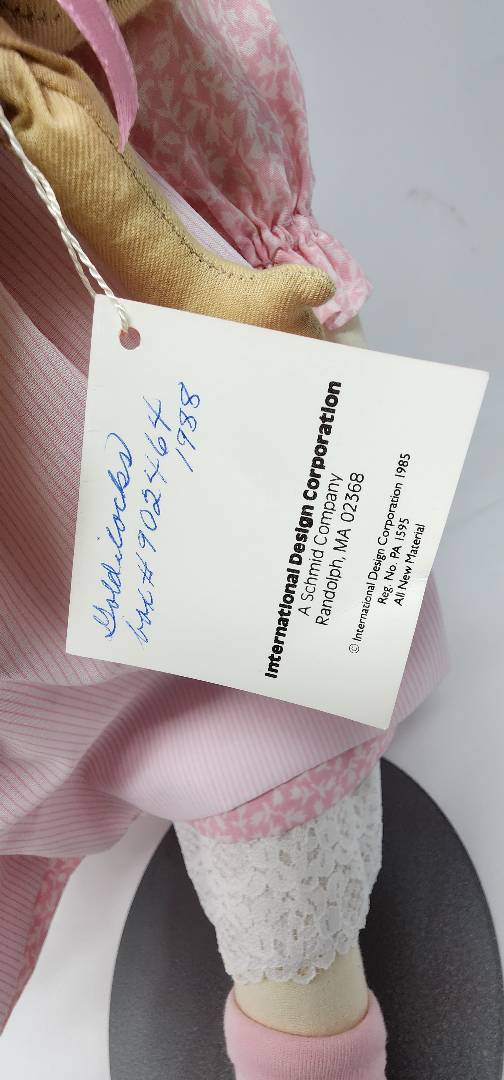 Goldilocks
box # 902464
1988
International Design Corporation
A Schmid Company
Randolph, MA 02368
© International Design Corporation 1985
Reg. No. PA 1595
All New Material